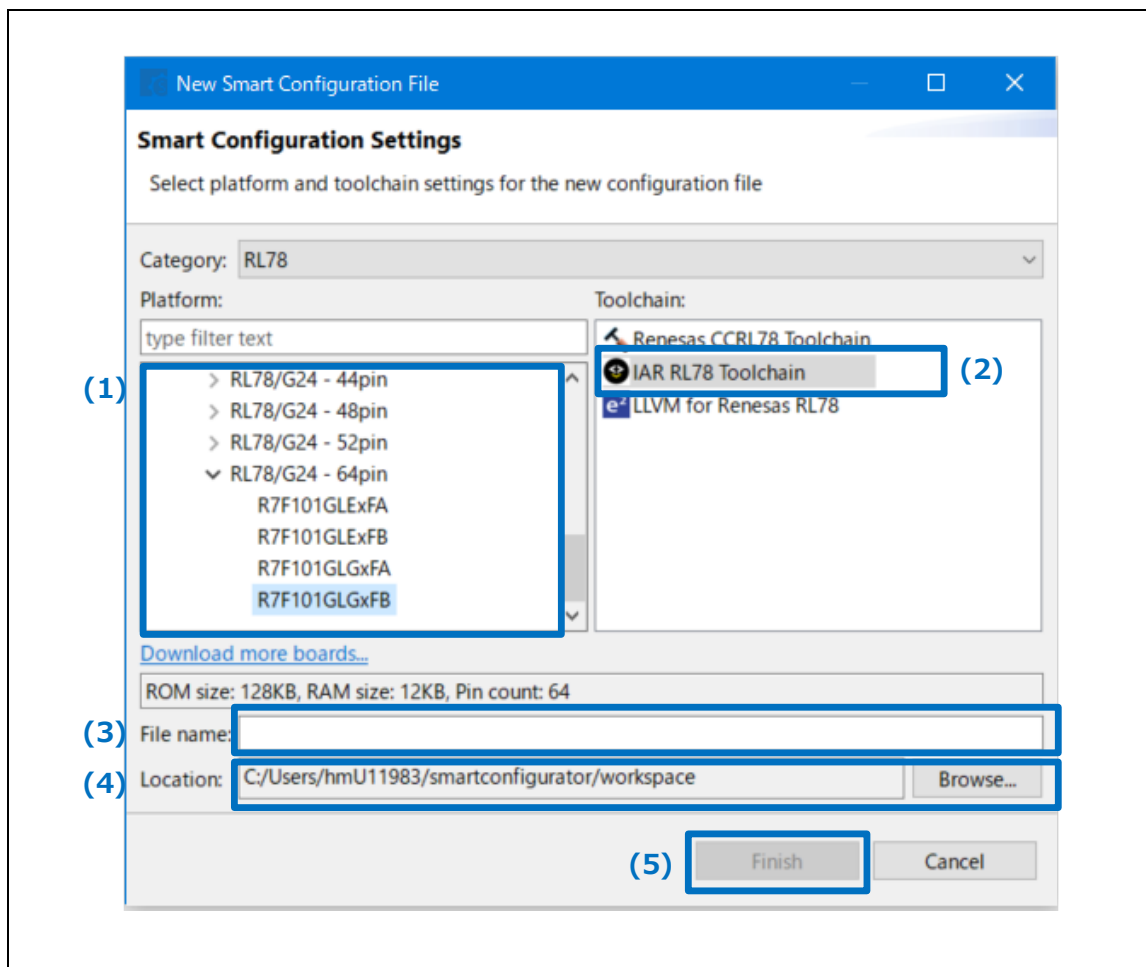 New Smart Configuration File
Smart Configuration Settings
Select platform and toolchain settings for the new configuration file
Category: RL78
Platform:
Toolchain:
type filter text
(1)
RL78/G24 - 44pin
RL78/G24 - 48pin
RL78/G24 - 52pin
RL78/G24 - 64pin
R7F101GLExFA
R7F101GLExFB
R7F101GLGxFA
R7F101GLGxFB
Renesas CCRL78 Toolchain
IAR RL78 Toolchain
(2)
e² LLVM for Renesas RL78
Download more boards...
ROM size: 128KB, RAM size: 12KB, Pin count: 64
(3) File name:
(4) Location: C:/Users/hmU11983/smartconfigurator/workspace Browse...
(5) Finish Cancel